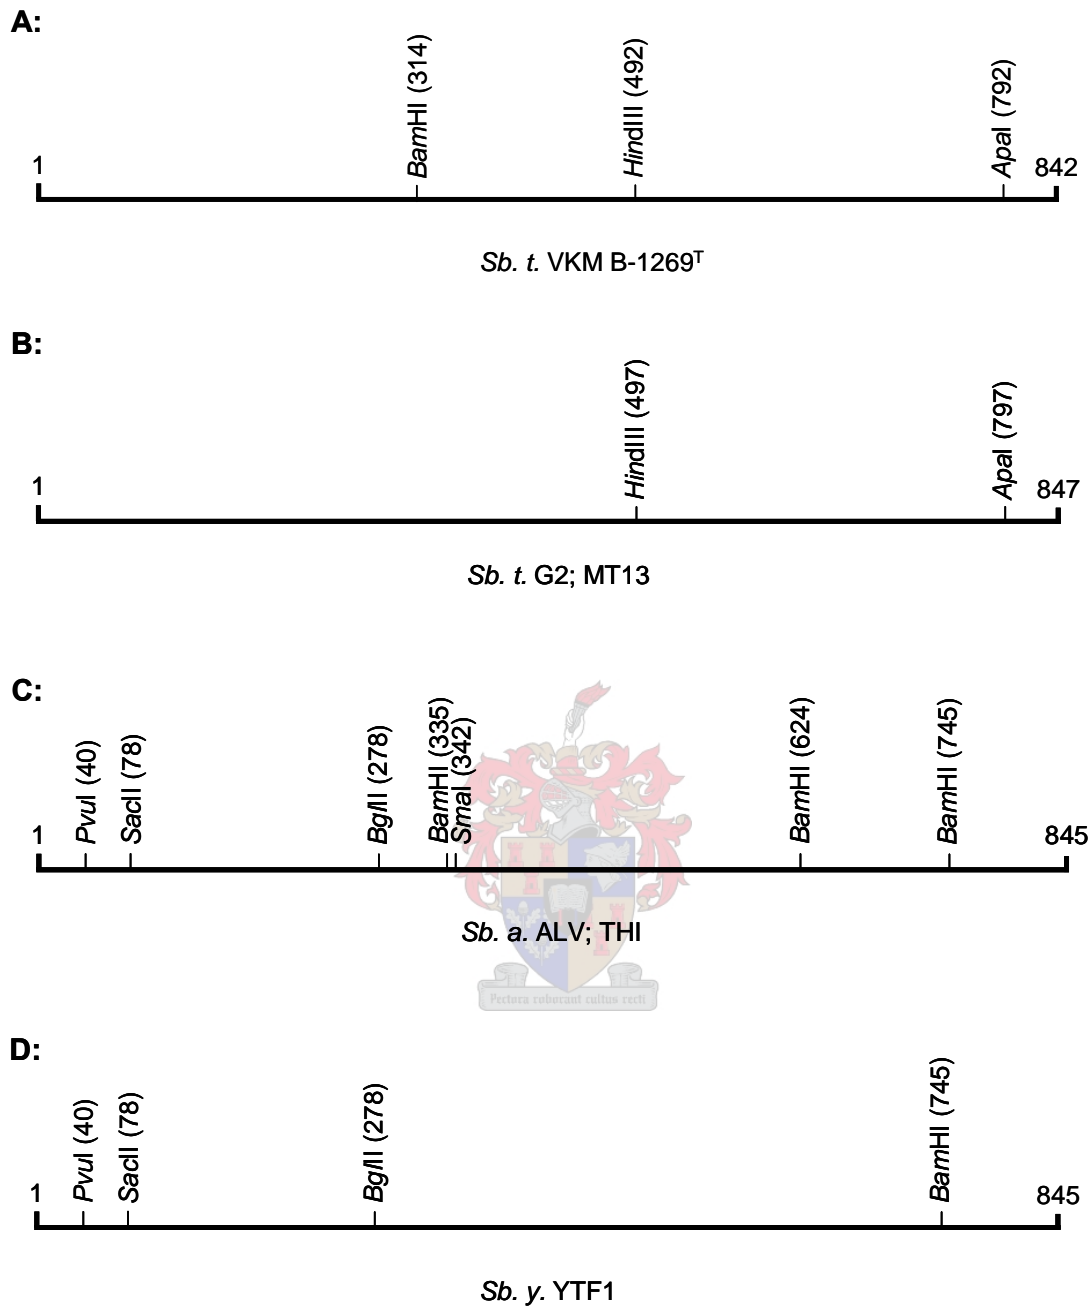 A:
BamHI (314)
HindIII (492)
ApaI (792)
1
842
Sb. t. VKM B-1269ᵀ
B:
HindIII (497)
ApaI (797)
1
847
Sb. t. G2; MT13
C:
PvuI (40)
SacII (78)
BglII (278)
BamHI (335)
SmaI (342)
BamHI (624)
BamHI (745)
1
845
Sb. a. ALV; THI
Pectora roborant cultus recti
D:
PvuI (40)
SacII (78)
BglII (278)
BamHI (745)
1
845
Sb. y. YTF1